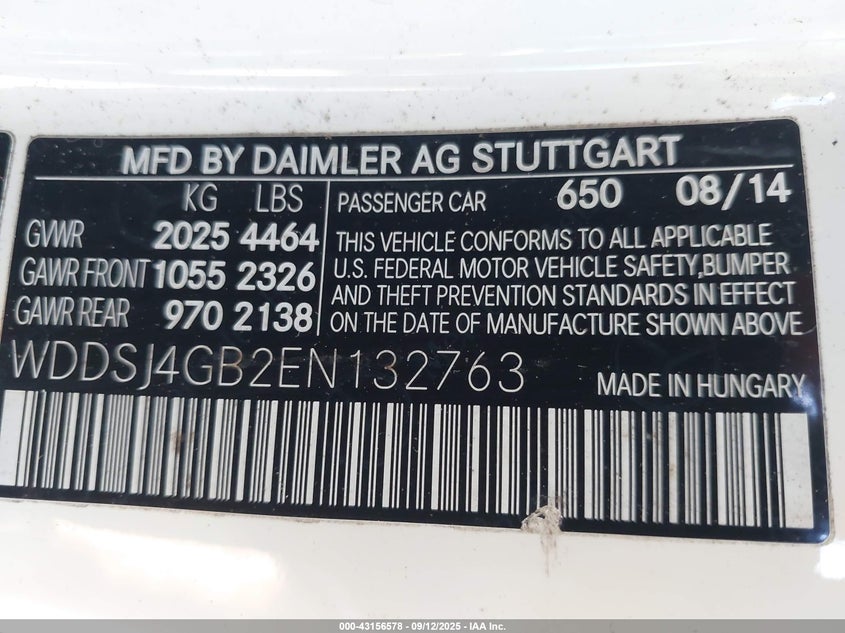 MFD BY DAIMLER AG STUTTGART
KG LBS
GVWR 2025 4464
GAWR FRONT 1055 2326
GAWR REAR 970 2138
PASSENGER CAR 650 08/14
THIS VEHICLE CONFORMS TO ALL APPLICABLE
U.S. FEDERAL MOTOR VEHICLE SAFETY,BUMPER
AND THEFT PREVENTION STANDARDS IN EFFECT
ON THE DATE OF MANUFACTURE SHOWN ABOVE
WDDSJ4GB2EN132763
MADE IN HUNGARY
000-43156578 - 09/12/2025 - IAA Inc.